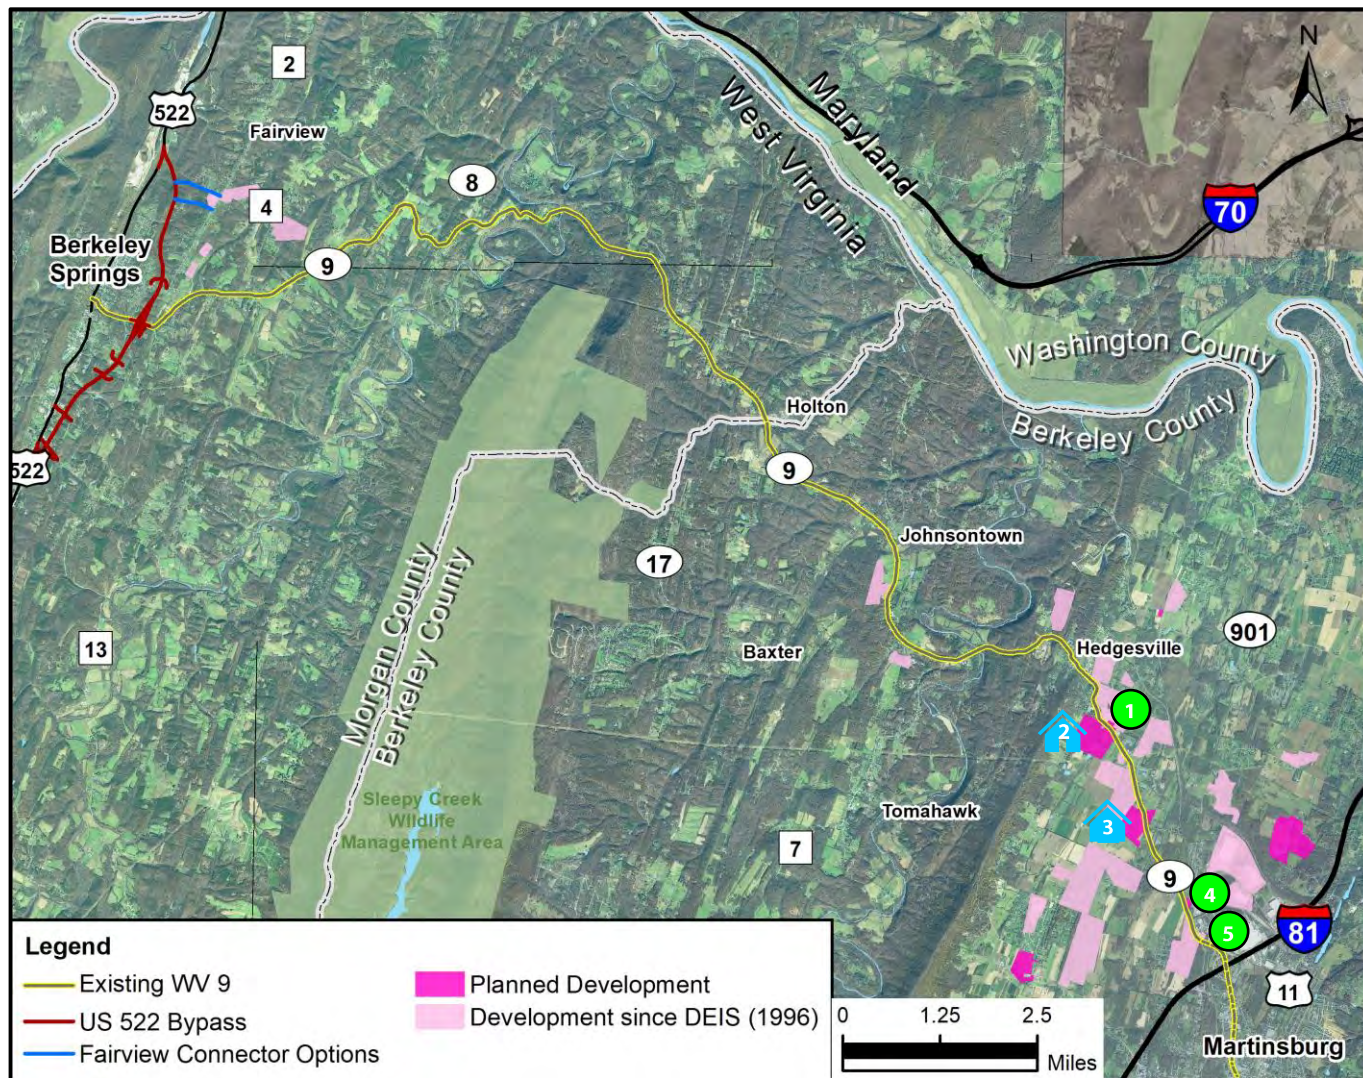 N
2
522
Fairview
8
Maryland
West Virginia
70
4
Berkeley
Springs
9
Washington County
Berkeley County
Holton
522
9
Johnsontown
17
Morgan County
Berkeley County
13
Baxter
Hedgesville
901
1
2
Sleepy Creek
WIldlife
Management Area
Tomahawk
3
7
9
4
5
81
11
Martinsburg
Legend
Existing WV 9
US 522 Bypass
Fairview Connector Options
Planned Development
Development since DEIS (1996)
0 1.25 2.5
Miles